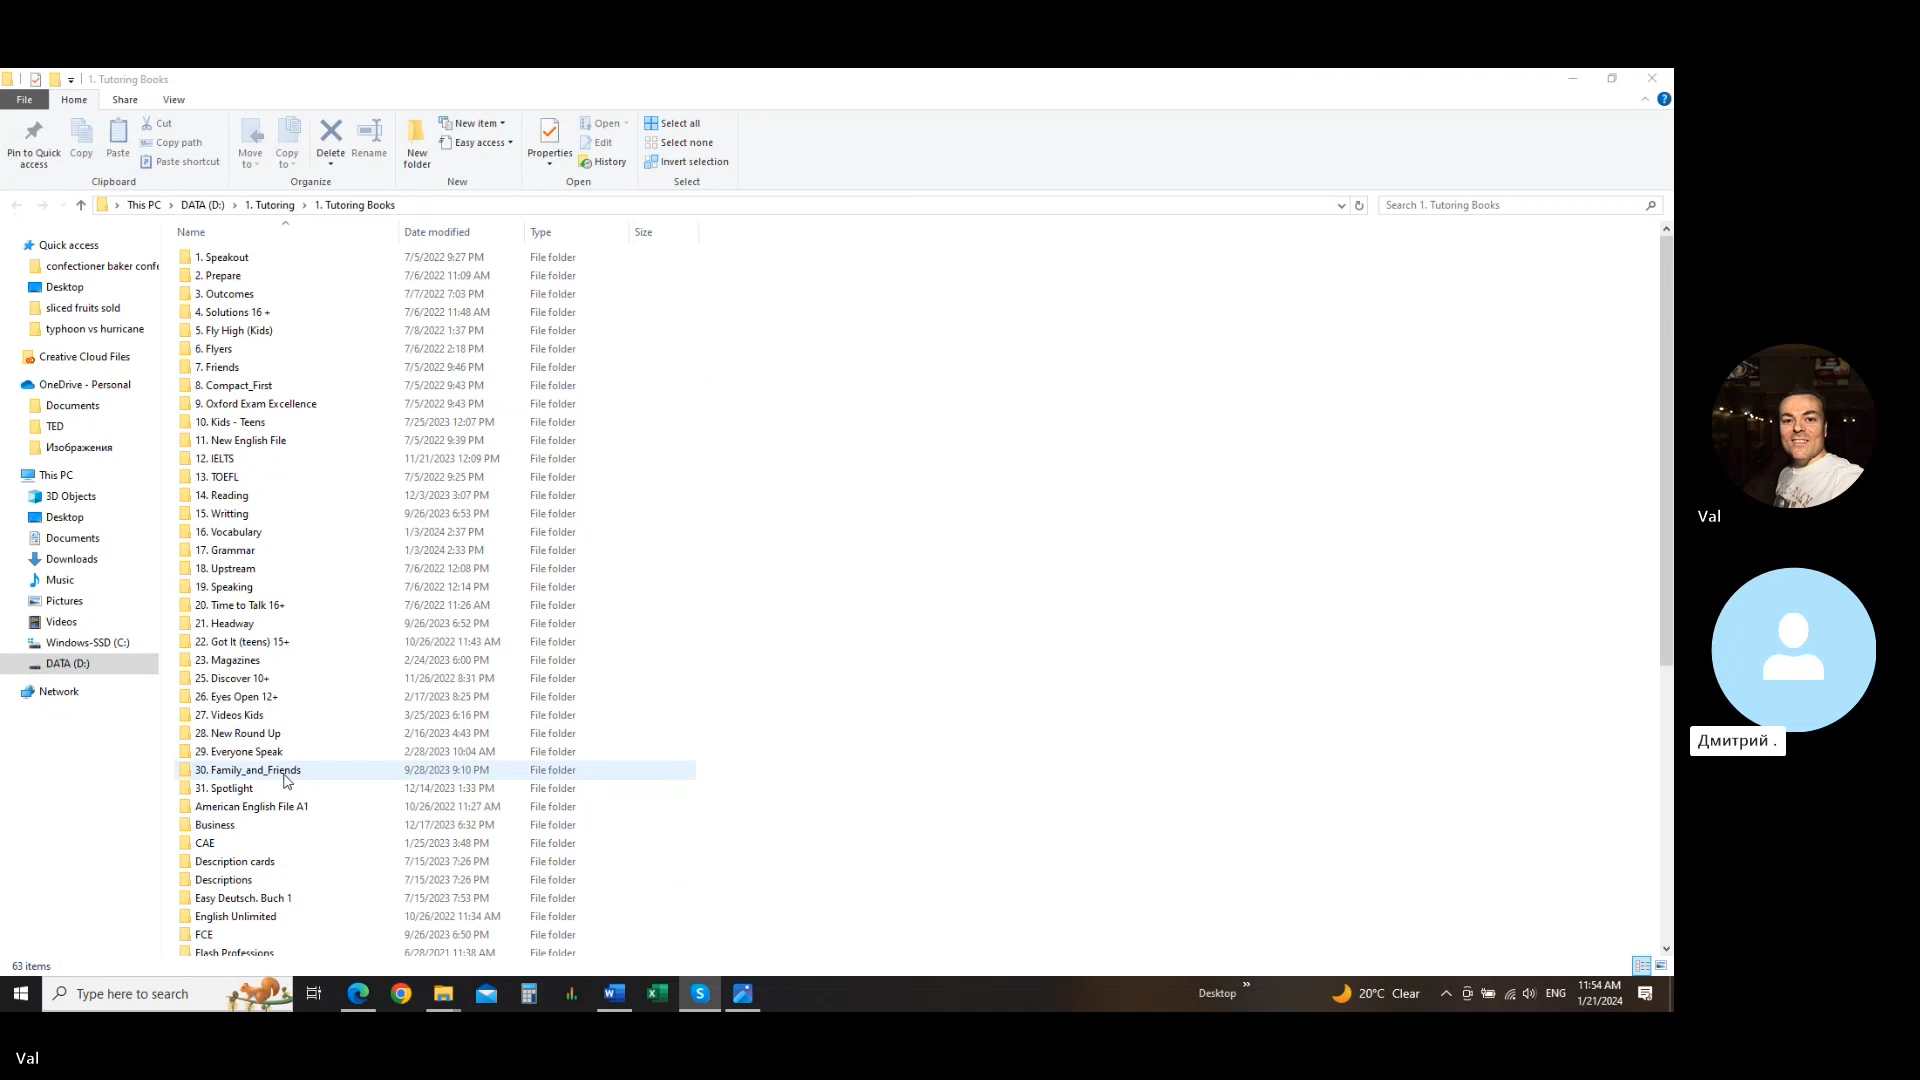 1. Tutoring Books
File Home Share View
Pin to Quick access
Copy
Paste
Cut
Copy path
Paste shortcut
Clipboard
Move to
Copy to
Delete
Rename
Organize
New folder
New item
Easy access
New
Properties
Open
Edit
History
Open
Select all
Select none
Invert selection
Select
This PC > DATA (D:) > 1. Tutoring > 1. Tutoring Books
Search 1. Tutoring Books
Quick access
confectioner baker confe
Desktop
sliced fruits sold
typhoon vs hurricane
Creative Cloud Files
OneDrive - Personal
Documents
TED
Изображения
This PC
3D Objects
Desktop
Documents
Downloads
Music
Pictures
Videos
Windows-SSD (C:)
DATA (D:)
Network
Name Date modified Type Size
1. Speakout 7/5/2022 9:27 PM File folder
2. Prepare 7/6/2022 11:09 AM File folder
3. Outcomes 7/7/2022 7:03 PM File folder
4. Solutions 16 + 7/6/2022 11:48 AM File folder
5. Fly High (Kids) 7/8/2022 1:37 PM File folder
6. Flyers 7/6/2022 2:18 PM File folder
7. Friends 7/5/2022 9:46 PM File folder
8. Compact_First 7/5/2022 9:43 PM File folder
9. Oxford Exam Excellence 7/5/2022 9:43 PM File folder
10. Kids - Teens 7/25/2023 12:07 PM File folder
11. New English File 7/5/2022 9:39 PM File folder
12. IELTS 11/21/2023 12:09 PM File folder
13. TOEFL 7/5/2022 9:25 PM File folder
14. Reading 12/3/2023 3:07 PM File folder
15. Writting 9/26/2023 6:53 PM File folder
16. Vocabulary 1/3/2024 2:37 PM File folder
17. Grammar 1/3/2024 2:33 PM File folder
18. Upstream 7/6/2022 12:08 PM File folder
19. Speaking 7/6/2022 12:14 PM File folder
20. Time to Talk 16+ 7/6/2022 11:26 AM File folder
21. Headway 9/26/2023 6:52 PM File folder
22. Got It (teens) 15+ 10/26/2022 11:43 AM File folder
23. Magazines 2/24/2023 6:00 PM File folder
25. Discover 10+ 11/26/2022 8:31 PM File folder
26. Eyes Open 12+ 2/17/2023 8:25 PM File folder
27. Videos Kids 3/25/2023 6:16 PM File folder
28. New Round Up 2/16/2023 4:43 PM File folder
29. Everyone Speak 2/28/2023 10:04 AM File folder
30. Family_and_Friends 9/28/2023 9:10 PM File folder
31. Spotlight 12/14/2023 1:33 PM File folder
American English File A1 10/26/2022 11:27 AM File folder
Business 12/17/2023 6:32 PM File folder
CAE 1/25/2023 3:48 PM File folder
Description cards 7/15/2023 7:26 PM File folder
Descriptions 7/15/2023 7:26 PM File folder
Easy Deutsch. Buch 1 7/15/2023 7:53 PM File folder
English Unlimited 10/26/2022 11:34 AM File folder
FCE 9/26/2023 6:50 PM File folder
Flash Professions 6/28/2021 11:38 AM File folder
63 items
Type here to search
Desktop
20°C Clear
ENG
11:54 AM
1/21/2024
Val
Дмитрий .
Val